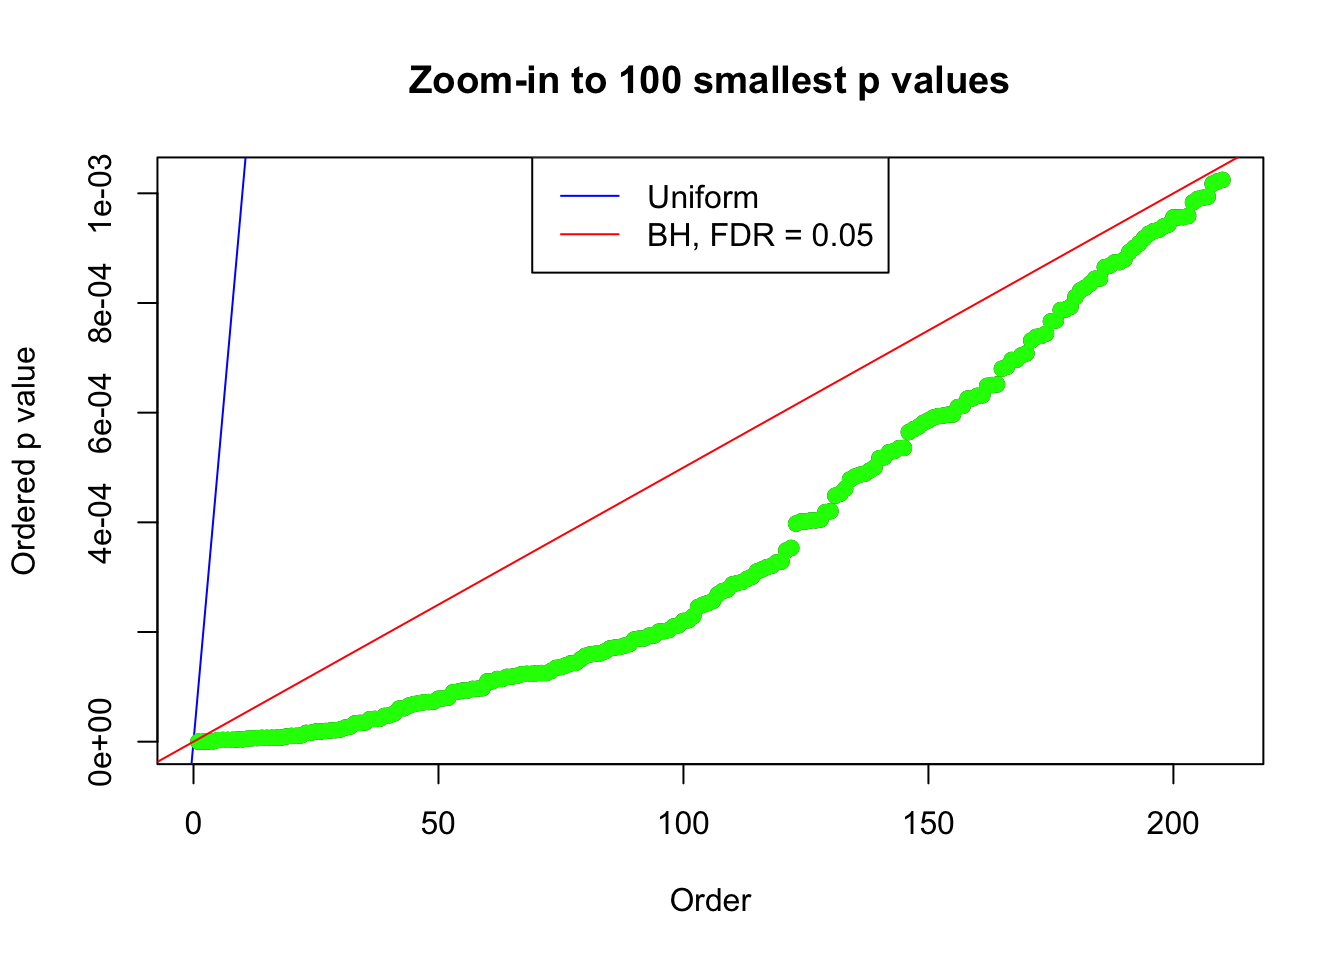 Zoom-in to 100 smallest p values
Uniform
BH, FDR = 0.05
Ordered p value
1e-03
8e-04
6e-04
4e-04
0e+00
0
50
100
150
200
Order